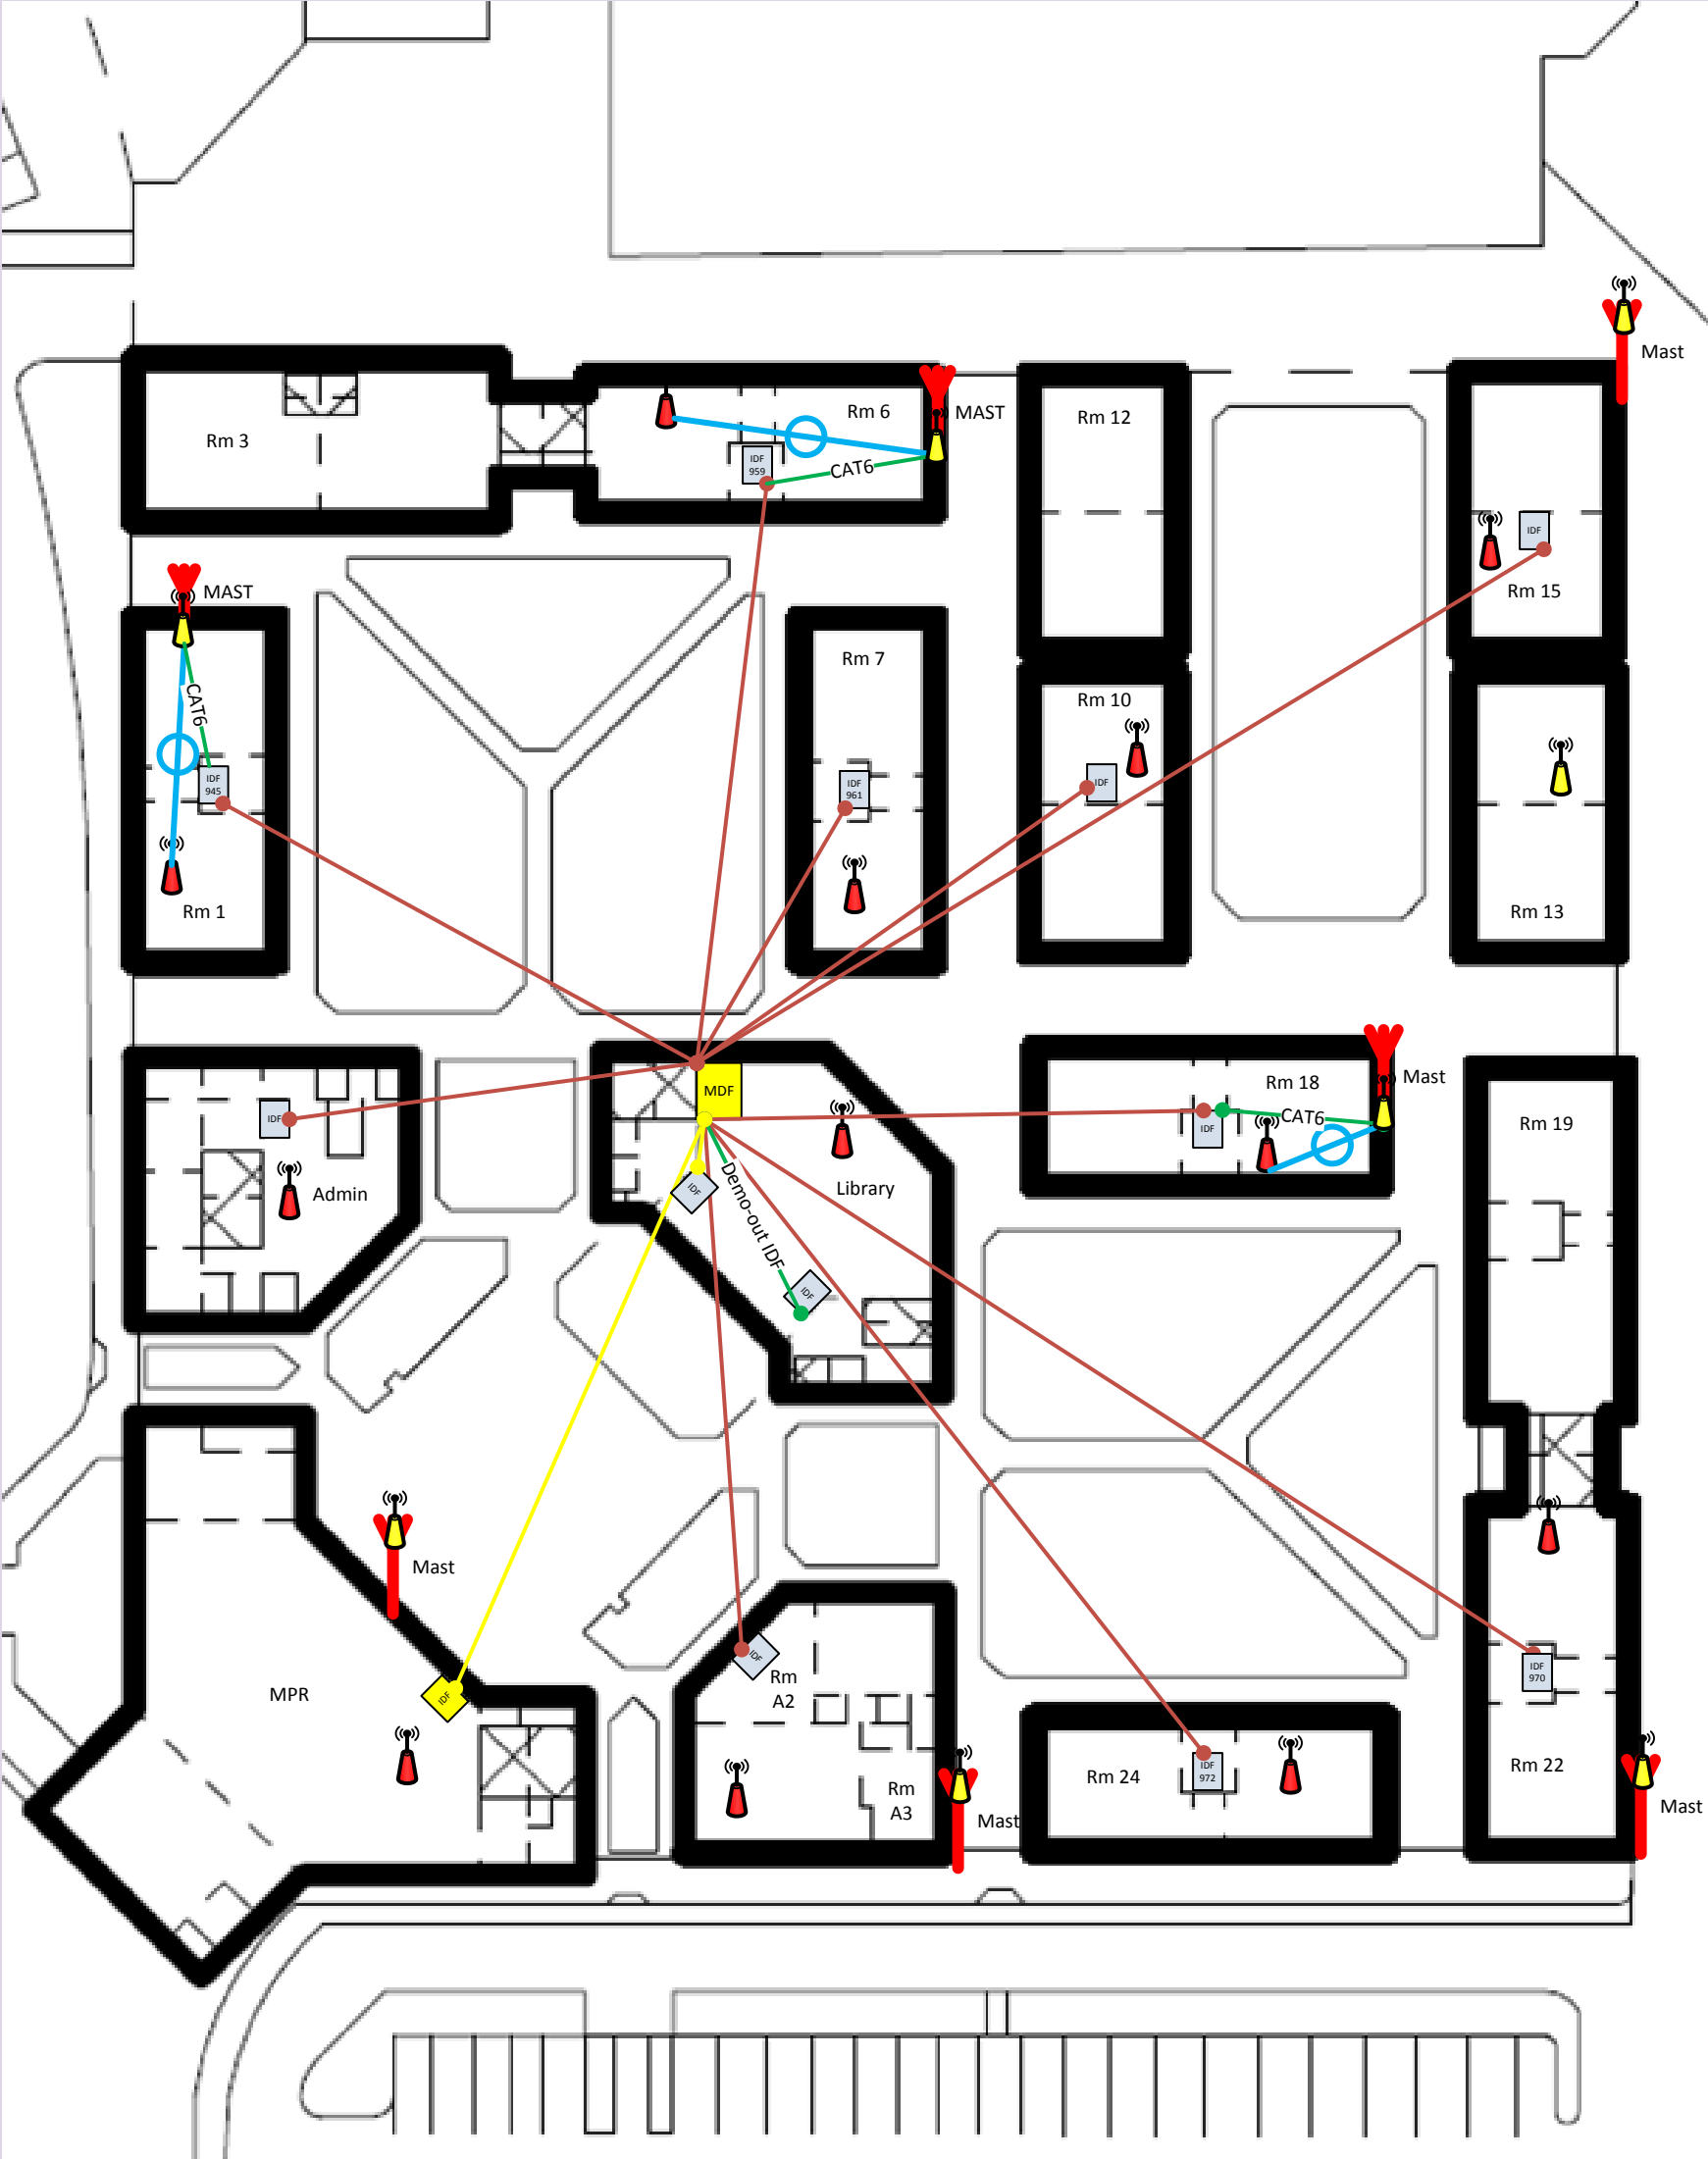 Mast
Rm 3
Rm 6
MAST
Rm 12
IDF
959
CAT6
IDF
Rm 15
MAST
Rm 7
Rm 10
CAT6
IDF
945
IDF
961
IDF
Rm 1
Rm 13
MDF
Rm 18
Mast
IDF
IDF
CAT6
Rm 19
Admin
IDF
Library
Demo-out IDF
IDF
Mast
MPR
IDF
IDF
Rm
A2
IDF
970
Rm 24
IDF
972
Rm 22
Rm
A3
Mast
Mast